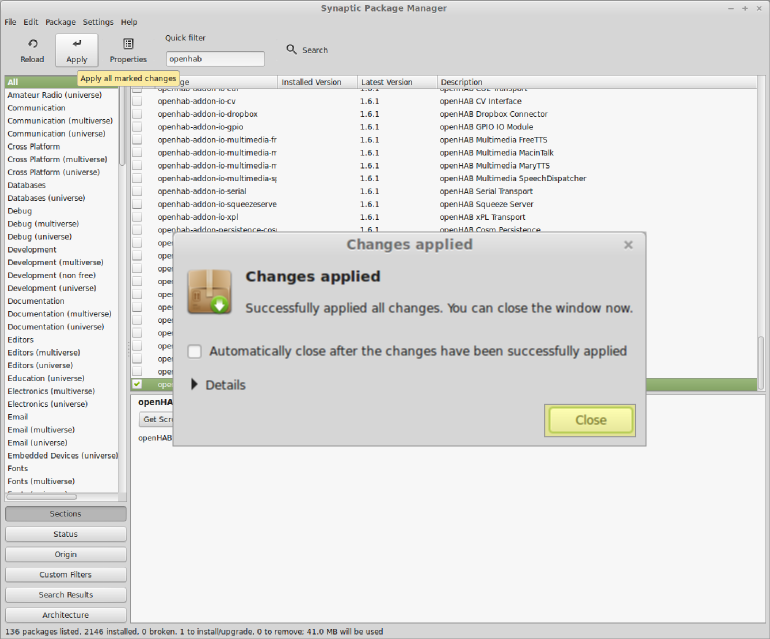 Synaptic Package Manager
File Edit Package Settings Help
Quick filter
Reload Apply Properties openhab Search
Apply all marked changes
All
Installed Version Latest Version Description
Amateur Radio (universe)
Communication
Communication (multiverse)
Communication (universe)
Cross Platform
Cross Platform (multiverse)
Cross Platform (universe)
Databases
Databases (universe)
Debug
Debug (multiverse)
Debug (universe)
Development
Development (multiverse)
Development (non free)
Development (universe)
Documentation
Documentation (multiverse)
Documentation (universe)
Editors
Editors (multiverse)
Editors (universe)
Education (universe)
Electronics (multiverse)
Electronics (universe)
Email
Email (multiverse)
Email (universe)
Embedded Devices (universe)
Fonts
Fonts (multiverse)
openhab-addon-io-cv 1.6.1 openHAB CV Interface
openhab-addon-io-dropbox 1.6.1 openHAB Dropbox Connector
openhab-addon-io-gpio 1.6.1 openHAB GPIO IO Module
openhab-addon-io-multimedia-fr 1.6.1 openHAB Multimedia FreeTTS
openhab-addon-io-multimedia-m 1.6.1 openHAB Multimedia MacinTalk
openhab-addon-io-multimedia-m 1.6.1 openHAB Multimedia MaryTTS
openhab-addon-io-multimedia-sp 1.6.1 openHAB Multimedia SpeechDispatcher
openhab-addon-io-serial 1.6.1 openHAB Serial Transport
openhab-addon-io-squeezeserve 1.6.1 openHAB Squeeze Server
openhab-addon-io-xpl 1.6.1 openHAB xPL Transport
openhab-addon-persistence-cosm 1.6.1 openHAB Cosm Persistence
Changes applied
Changes applied
Successfully applied all changes. You can close the window now.
Automatically close after the changes have been successfully applied
Details
Close
openHA
Get Scr
openHAB
Sections
Status
Origin
Custom Filters
Search Results
Architecture
136 packages listed, 2146 installed, 0 broken. 1 to install/upgrade, 0 to remove; 41.0 MB will be used